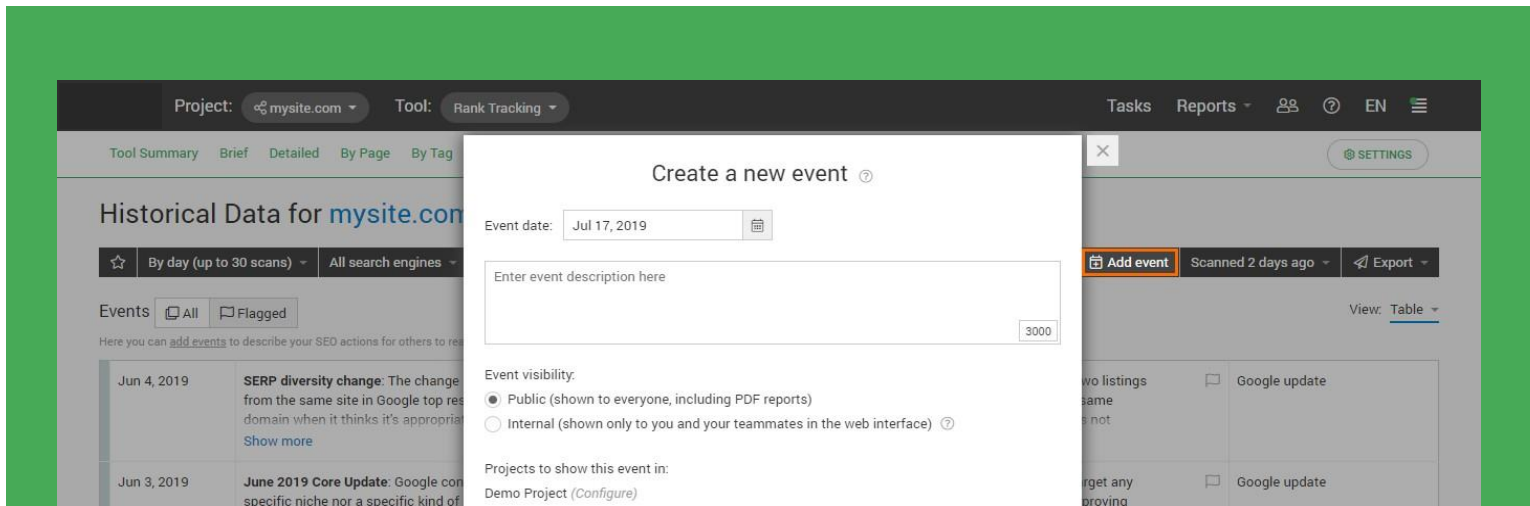 Project: mysite.com Tool: Rank Tracking Tasks Reports EN
Tool Summary Brief Detailed By Page By Tag SETTINGS
Create a new event
Historical Data for mysite.com
Event date: Jul 17, 2019
By day (up to 30 scans) All search engines Add event Scanned 2 days ago Export
Enter event description here
3000
Events All Flagged View: Table
Here you can add events to describe your SEO actions for others to
Event visibility:
Public (shown to everyone, including PDF reports)
Internal (shown only to you and your teammates in the web interface)
Jun 4, 2019 SERP diversity change: The change listings Google update
from the same site in Google top same
domain when it thinks it's not
Show more
Projects to show this event in:
Demo Project (Configure)
Jun 3, 2019 June 2019 Core Update: Google any Google update
specific niche nor a specific kind of